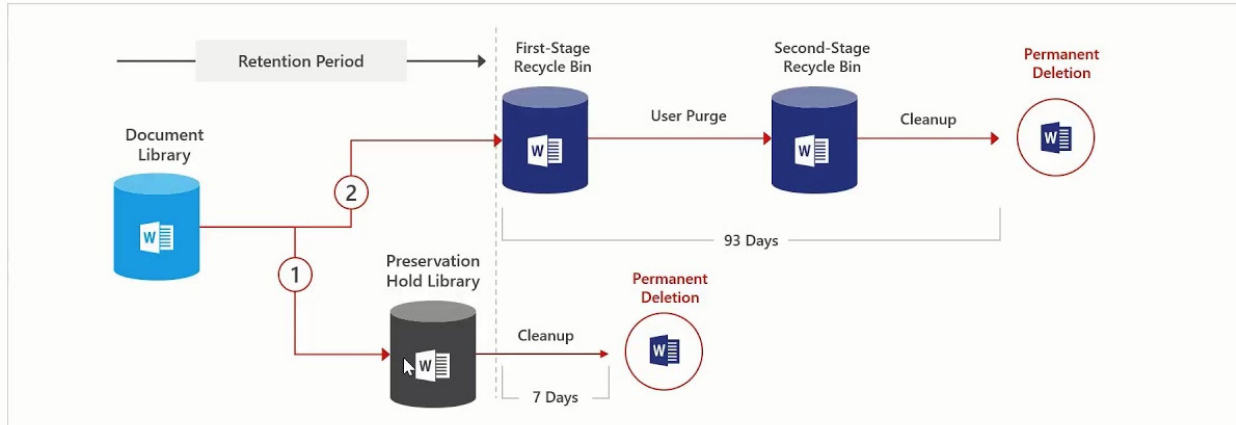 Retention Period
First-Stage
Recycle Bin
Second-Stage
Recycle Bin
Permanent
Deletion
Document
Library
W
User Purge
W
Cleanup
W
W
2
93 Days
1
Preservation
Hold Library
W
Cleanup
Permanent
Deletion
W
7 Days